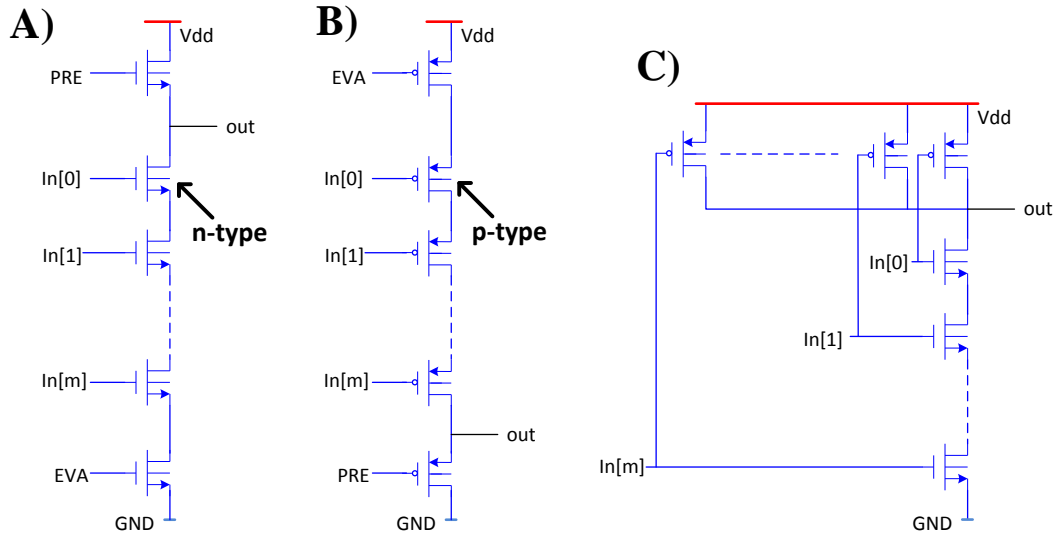 A)
Vdd
PRE
out
In[0]
n-type
In[1]
In[m]
EVA
GND
B)
Vdd
EVA
In[0]
p-type
In[1]
In[m]
out
PRE
GND
C)
Vdd
out
In[0]
In[1]
In[m]
GND